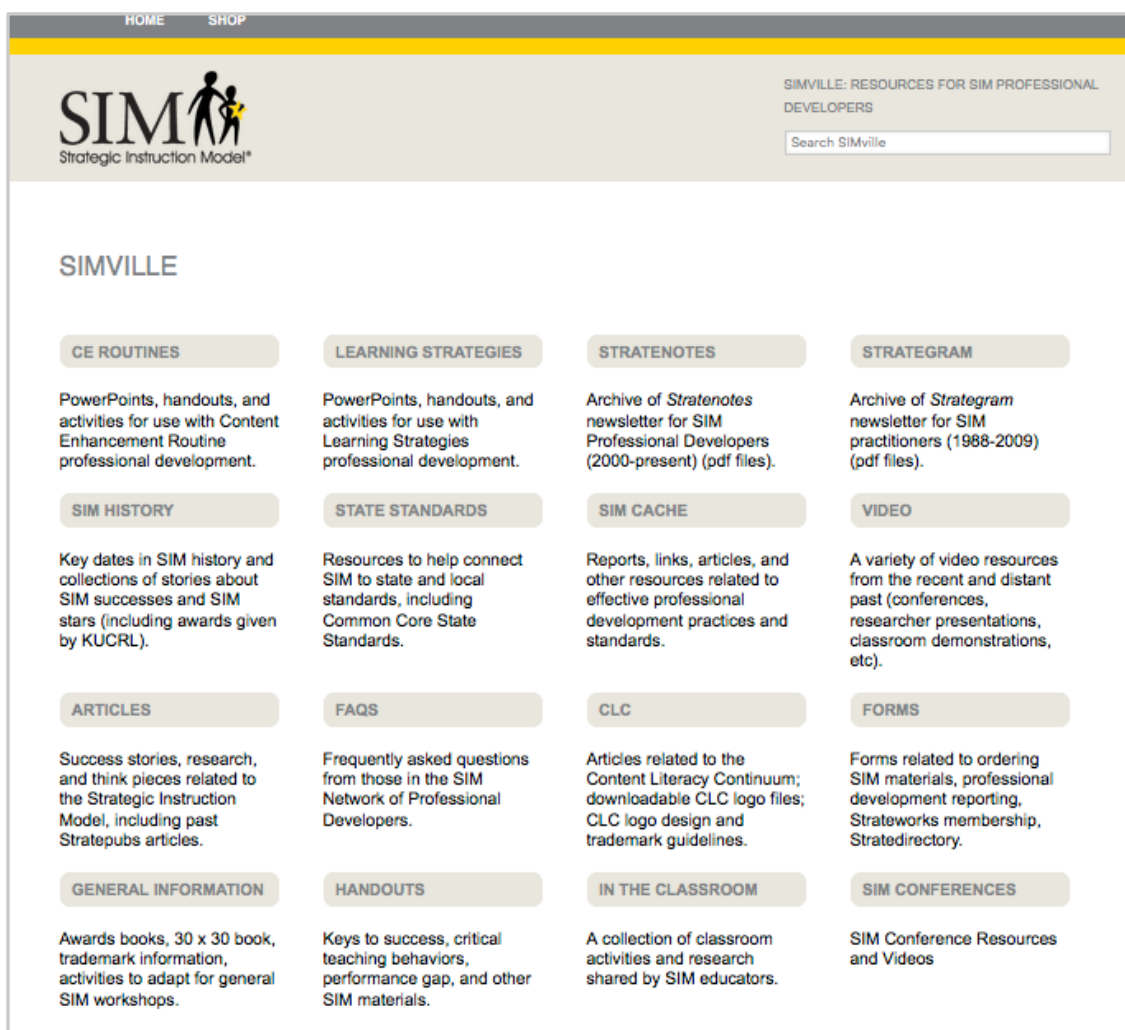 HOME SHOP
SIM
Strategic Instruction Model®
SIMVILLE: RESOURCES FOR SIM PROFESSIONAL
DEVELOPERS
Search SIMville
SIMVILLE
CE ROUTINES
PowerPoints, handouts, and
activities for use with Content
Enhancement Routine
professional development.
LEARNING STRATEGIES
PowerPoints, handouts, and
activities for use with
Learning Strategies
professional development.
STRATENOTES
Archive of Stratenotes
newsletter for SIM
Professional Developers
(2000-present) (pdf files).
STRATEGRAM
Archive of Strategram
newsletter for SIM
practitioners (1988-2009)
(pdf files).
SIM HISTORY
Key dates in SIM history and
collections of stories about
SIM successes and SIM
stars (including awards given
by KUCRL).
STATE STANDARDS
Resources to help connect
SIM to state and local
standards, including
Common Core State
Standards.
SIM CACHE
Reports, links, articles, and
other resources related to
effective professional
development practices and
standards.
VIDEO
A variety of video resources
from the recent and distant
past (conferences,
researcher presentations,
classroom demonstrations,
etc).
ARTICLES
Success stories, research,
and think pieces related to
the Strategic Instruction
Model, including past
Stratepubs articles.
FAQS
Frequently asked questions
from those in the SIM
Network of Professional
Developers.
CLC
Articles related to the
Content Literacy Continuum;
downloadable CLC logo files;
CLC logo design and
trademark guidelines.
FORMS
Forms related to ordering
SIM materials, professional
development reporting,
Strateworks membership,
Stratedirectory.
GENERAL INFORMATION
Awards books, 30 x 30 book,
trademark information,
activities to adapt for general
SIM workshops.
HANDOUTS
Keys to success, critical
teaching behaviors,
performance gap, and other
SIM materials.
IN THE CLASSROOM
A collection of classroom
activities and research
shared by SIM educators.
SIM CONFERENCES
SIM Conference Resources
and Videos